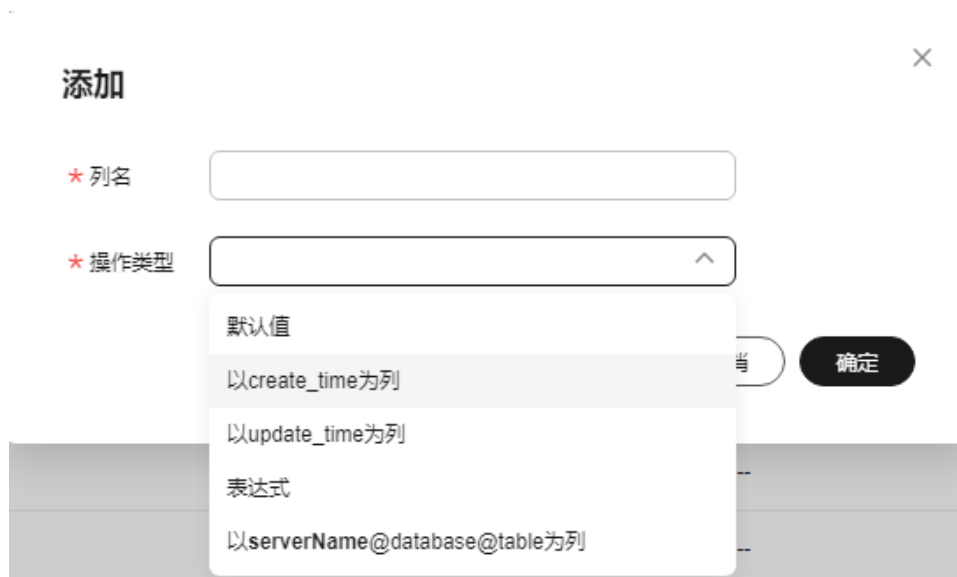 添加
* 列名
* 操作类型
默认值
以create_time为列
确定
以update_time为列
表达式
--
以serverName@database@table为列
--